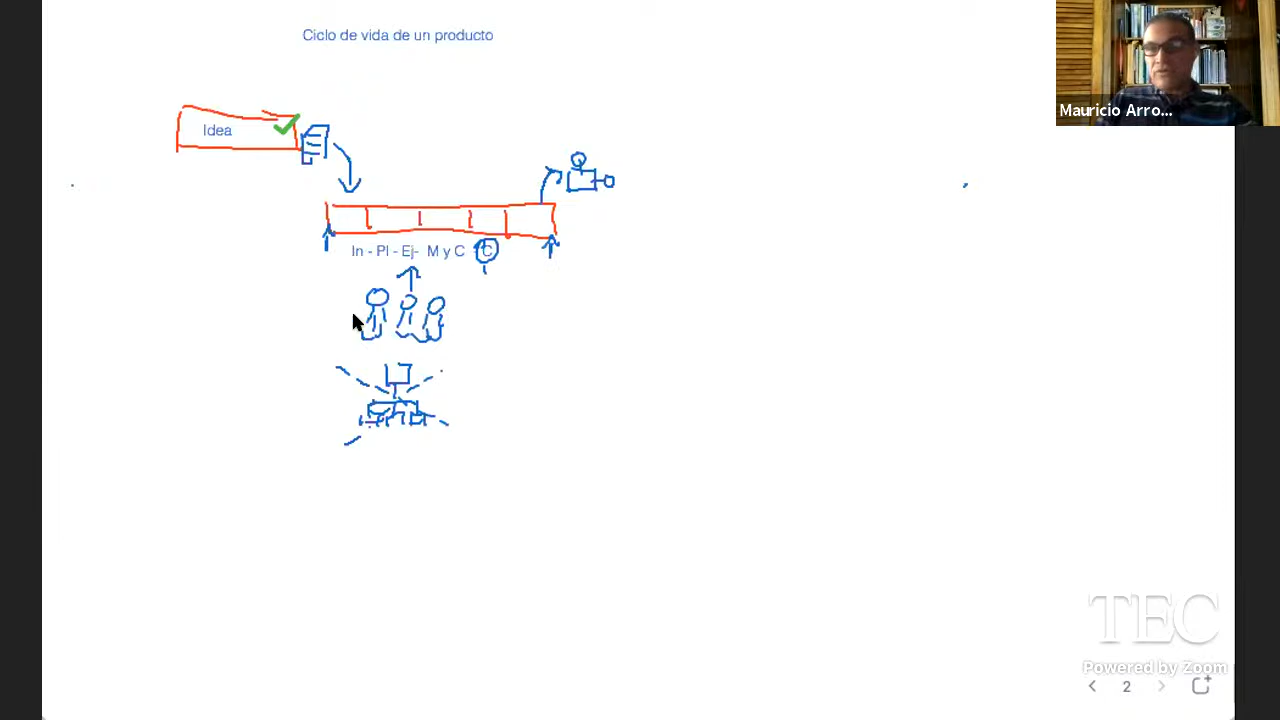 Ciclo de vida de un producto
Mauricio Arro...
Idea
In - Pl - Ej- M y C - C
TEC
Powered by Zoom
2